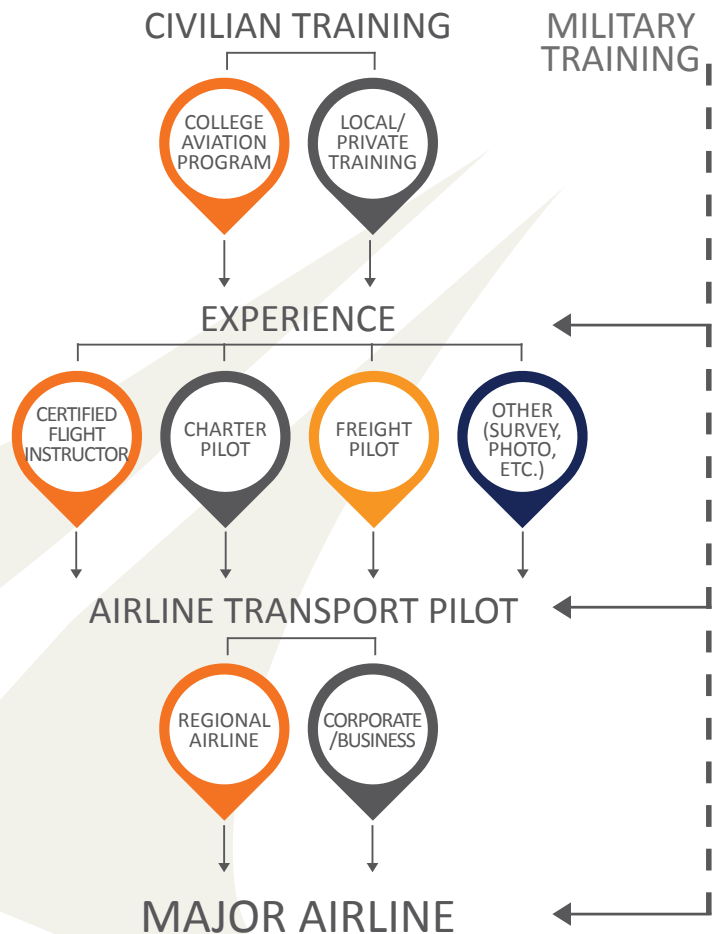 CIVILIAN TRAINING
MILITARY
TRAINING
COLLEGE
AVIATION
PROGRAM
LOCAL/
PRIVATE
TRAINING
EXPERIENCE
CERTIFIED
FLIGHT
INSTRUCTOR
CHARTER
PILOT
FREIGHT
PILOT
OTHER
(SURVEY,
PHOTO,
ETC.)
AIRLINE TRANSPORT PILOT
REGIONAL
AIRLINE
CORPORATE
/BUSINESS
MAJOR AIRLINE